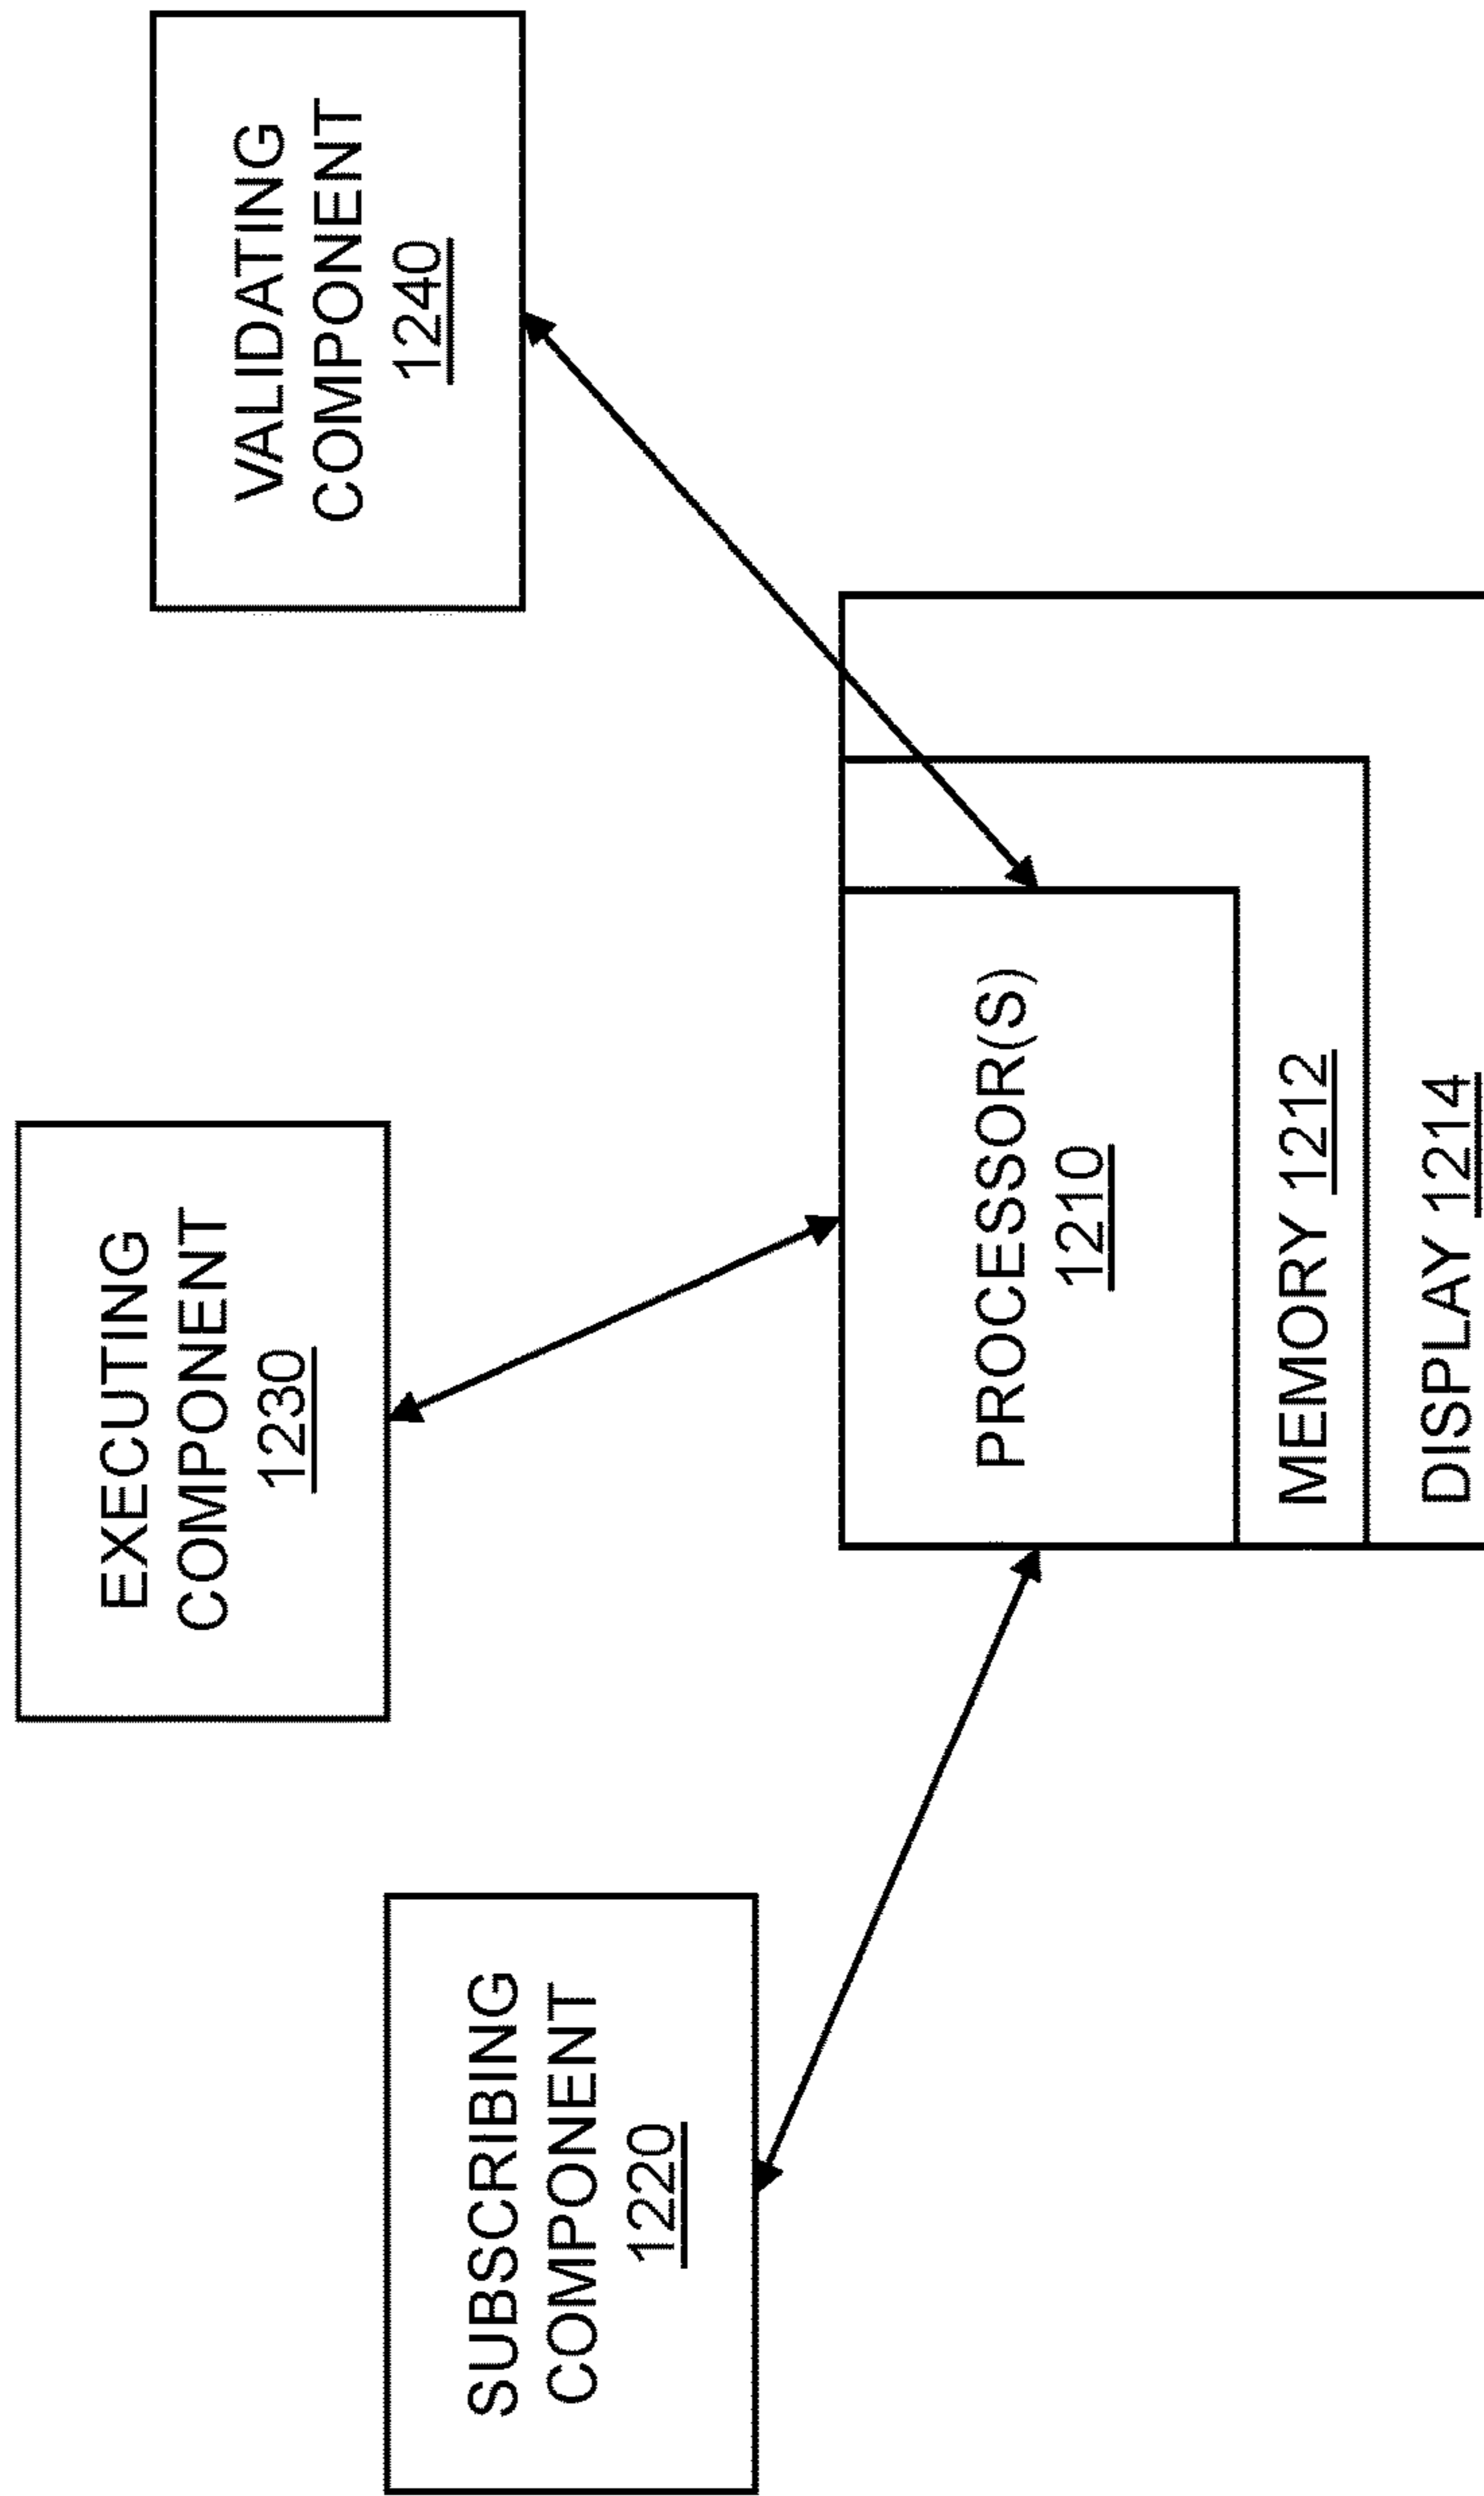 EXECUTING
COMPONENT
1230
VALIDATING
COMPONENT
1240
SUBSCRIBING
COMPONENT
1220
PROCESSOR(S)
1210
MEMORY 1212
DISPLAY 1214